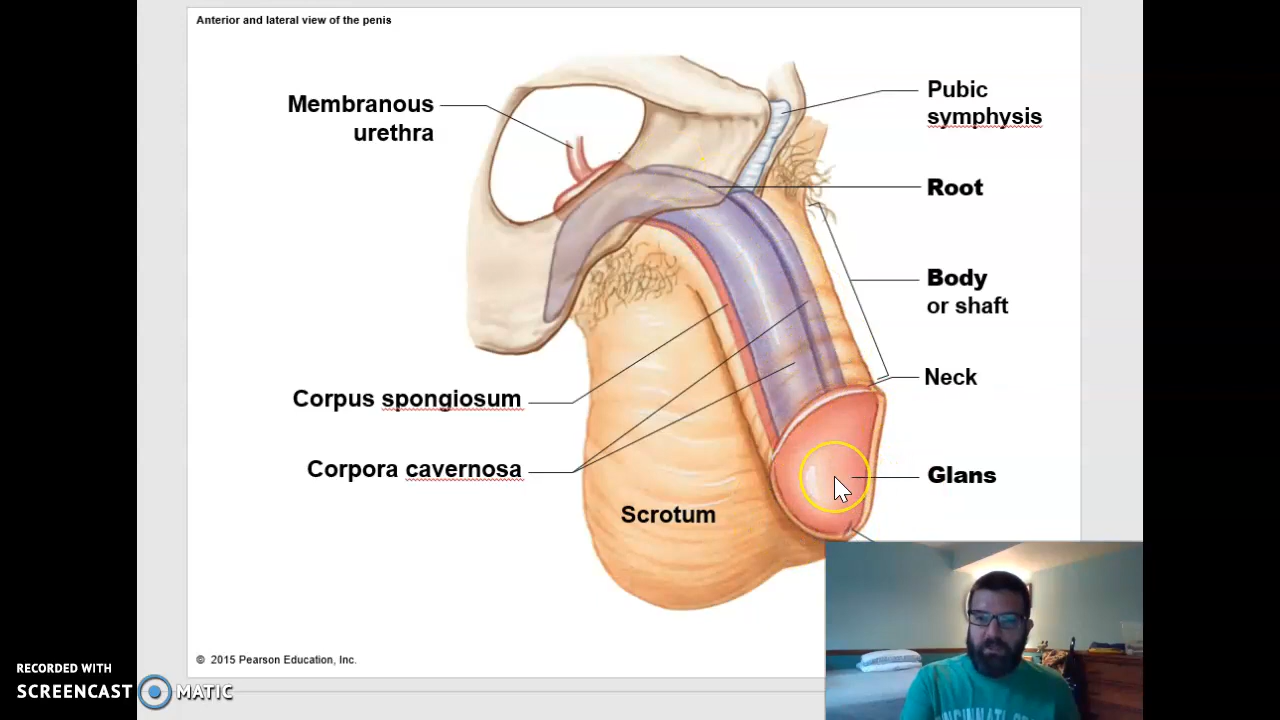 Anterior and lateral view of the penis
Membranous
urethra
Pubic
symphysis
Root
Body
or shaft
Neck
Corpus spongiosum
Corpora cavernosa
Glans
Scrotum
© 2015 Pearson Education, Inc.
RECORDED WITH
SCREENCAST MATIC
CINCINNATI